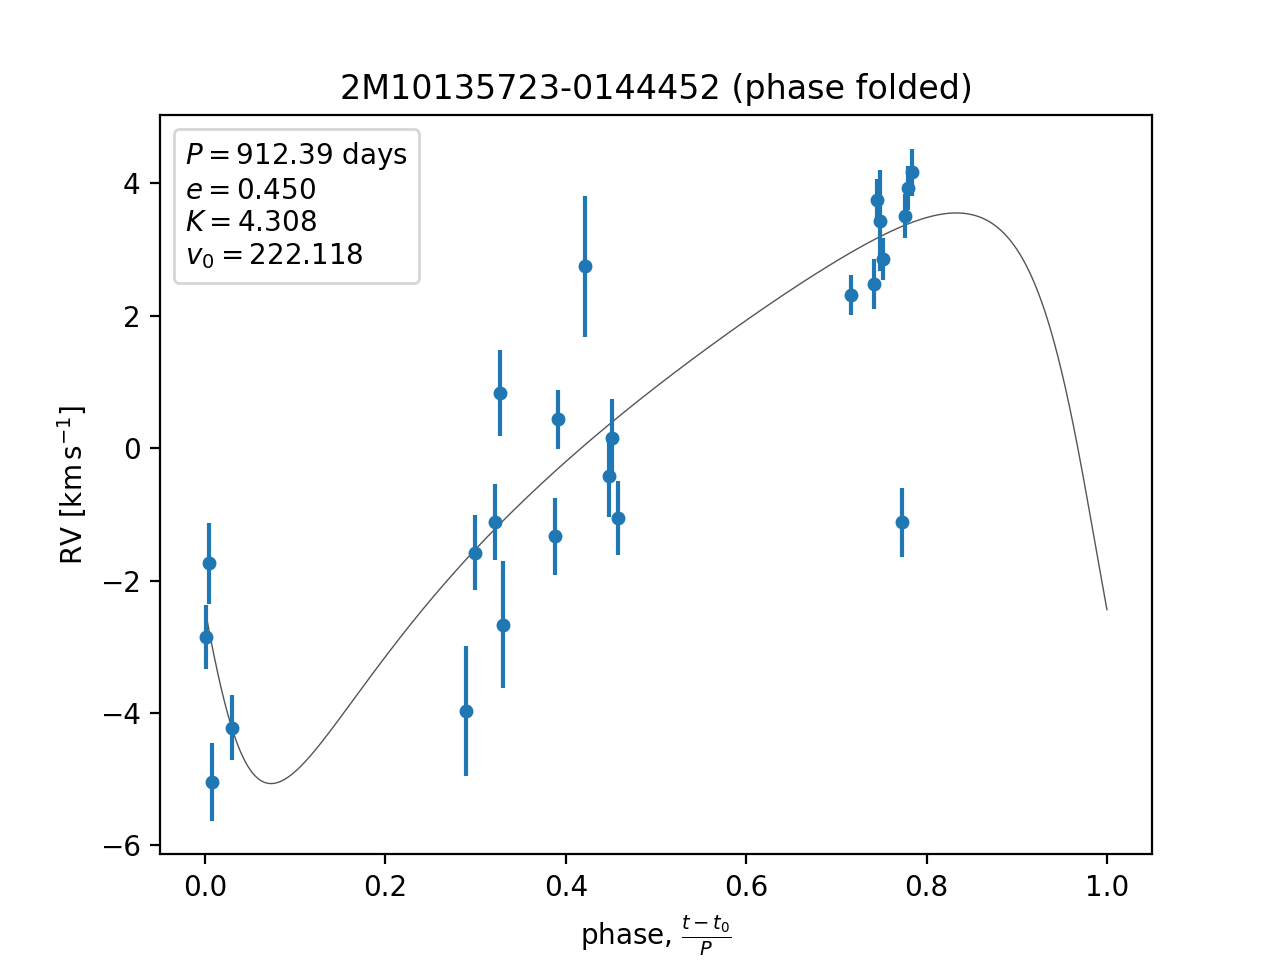 2M10135723-0144452 (phase folded)
P = 912.39 days
e = 0.450
K = 4.308
v₀ = 222.118
4
2
0
−2
−4
−6
RV [km s⁻¹]
0.0 0.2 0.4 0.6 0.8 1.0
phase, (t − t₀)/P